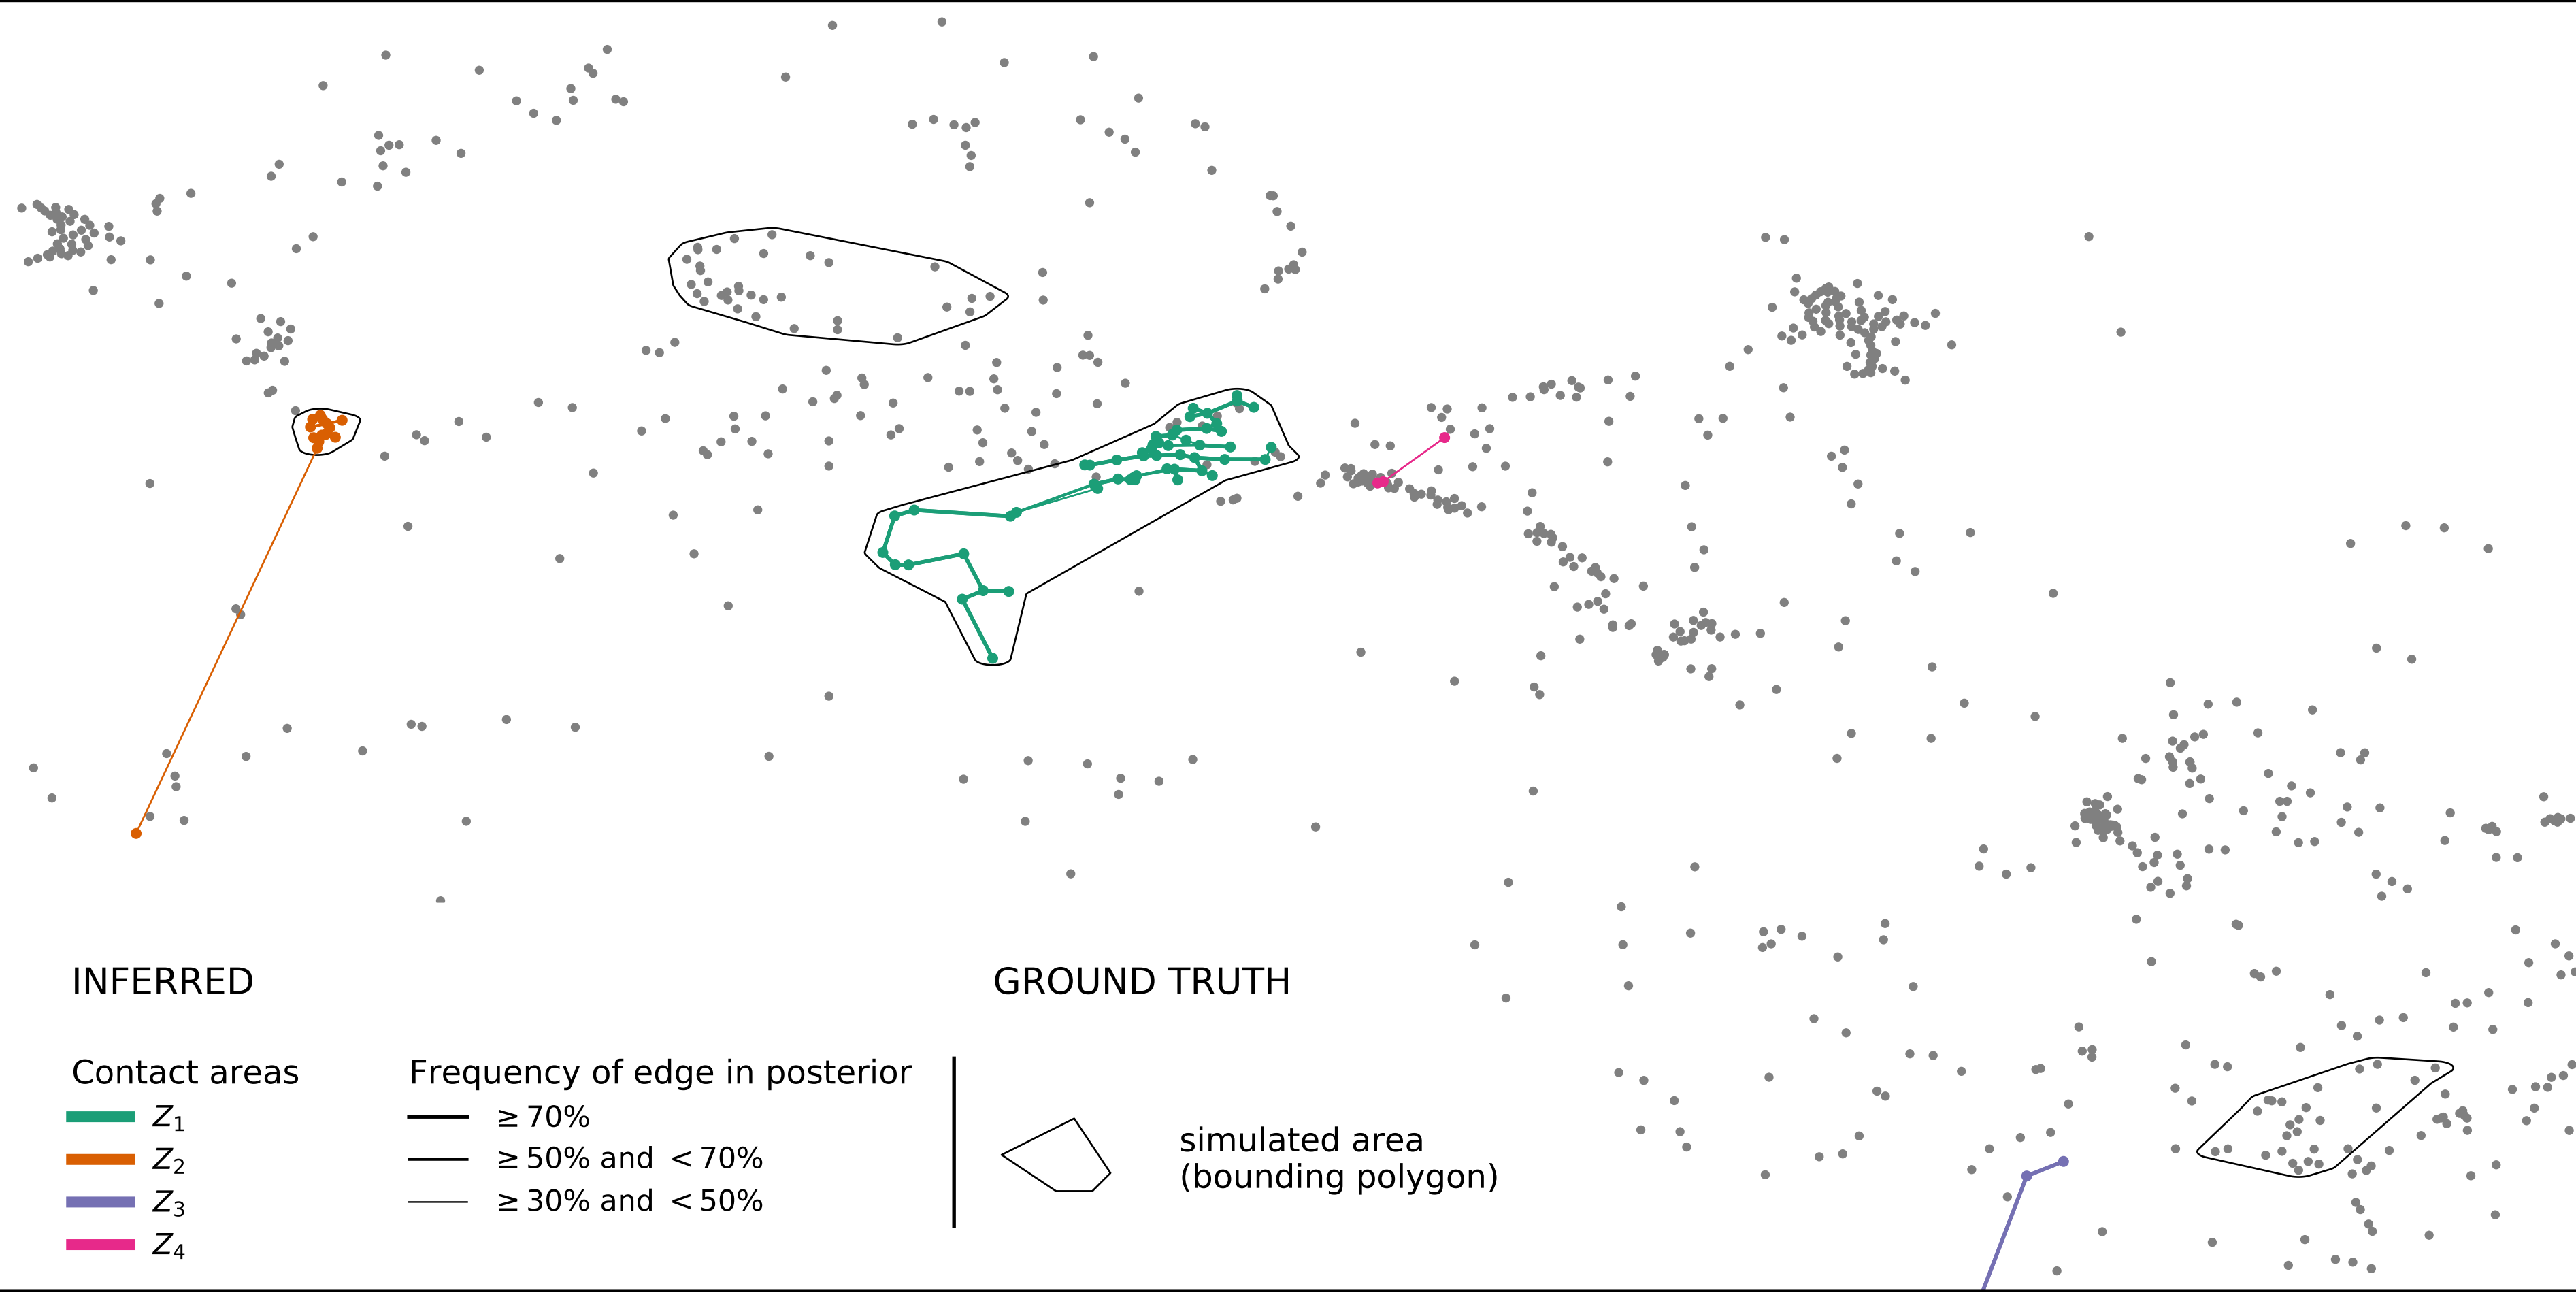 INFERRED
Contact areas
Z₁
Z₂
Z₃
Z₄
Frequency of edge in posterior
≥ 70%
≥ 50% and < 70%
≥ 30% and < 50%
GROUND TRUTH
simulated area
(bounding polygon)